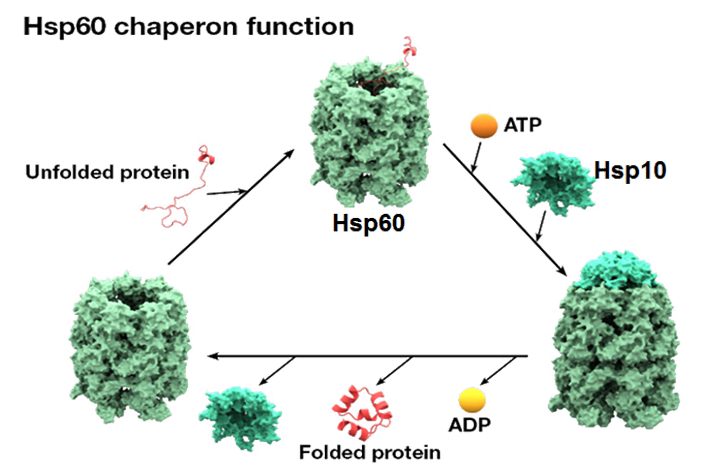 Hsp60 chaperon function
ATP
Unfolded protein
Hsp10
Hsp60
ADP
Folded protein